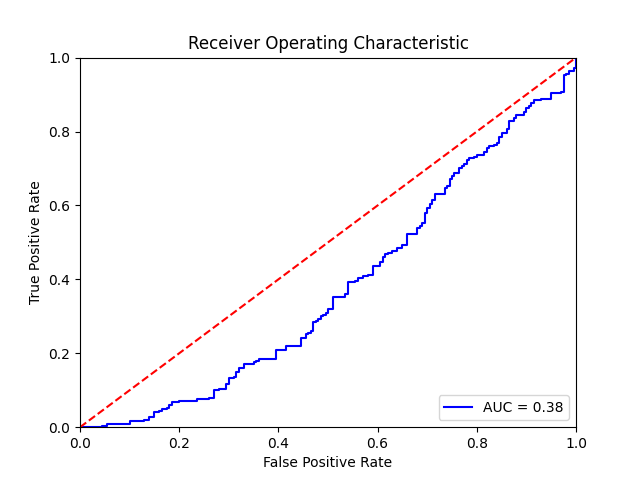 Receiver Operating Characteristic
True Positive Rate
1.0
0.8
0.6
0.4
0.2
0.0
AUC = 0.38
0.0 0.2 0.4 0.6 0.8 1.0
False Positive Rate